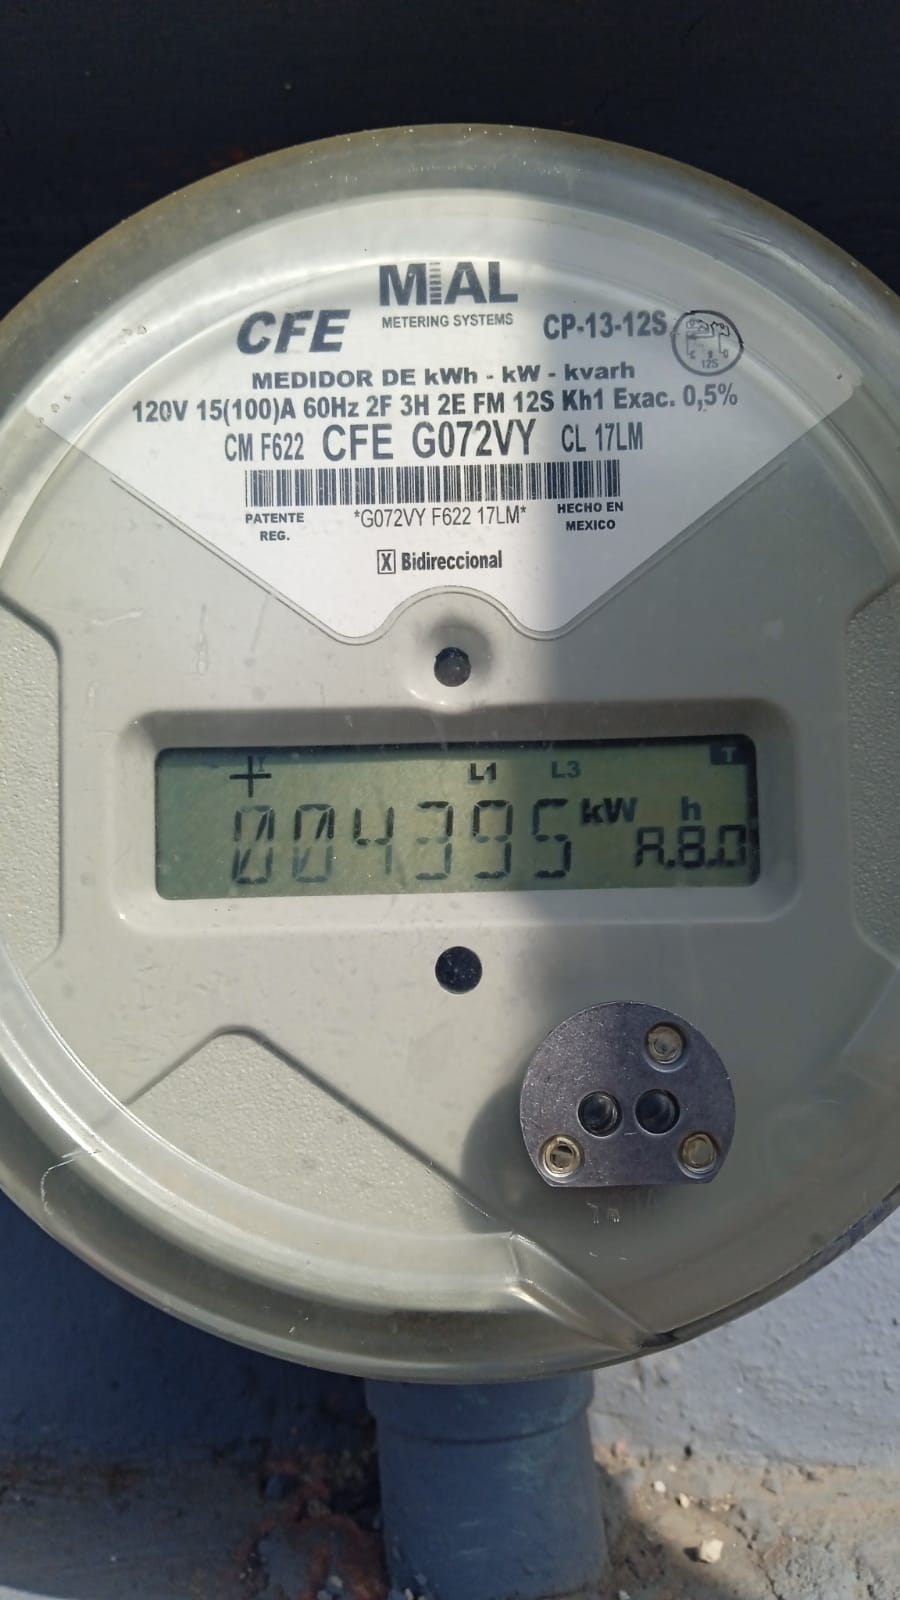 MIAL
METERING SYSTEMS
CFE
CP-13-12S
12S
MEDIDOR DE kWh - kW - kvarh
120V 15(100)A 60Hz 2F 3H 2E FM 12S Kh1 Exac. 0,5%
CM F622 CFE G072VY CL 17LM
PATENTE REG.
*G072VY F622 17LM*
HECHO EN MEXICO
X Bidireccional
L1 L3 T
004395 kW h A.8.0